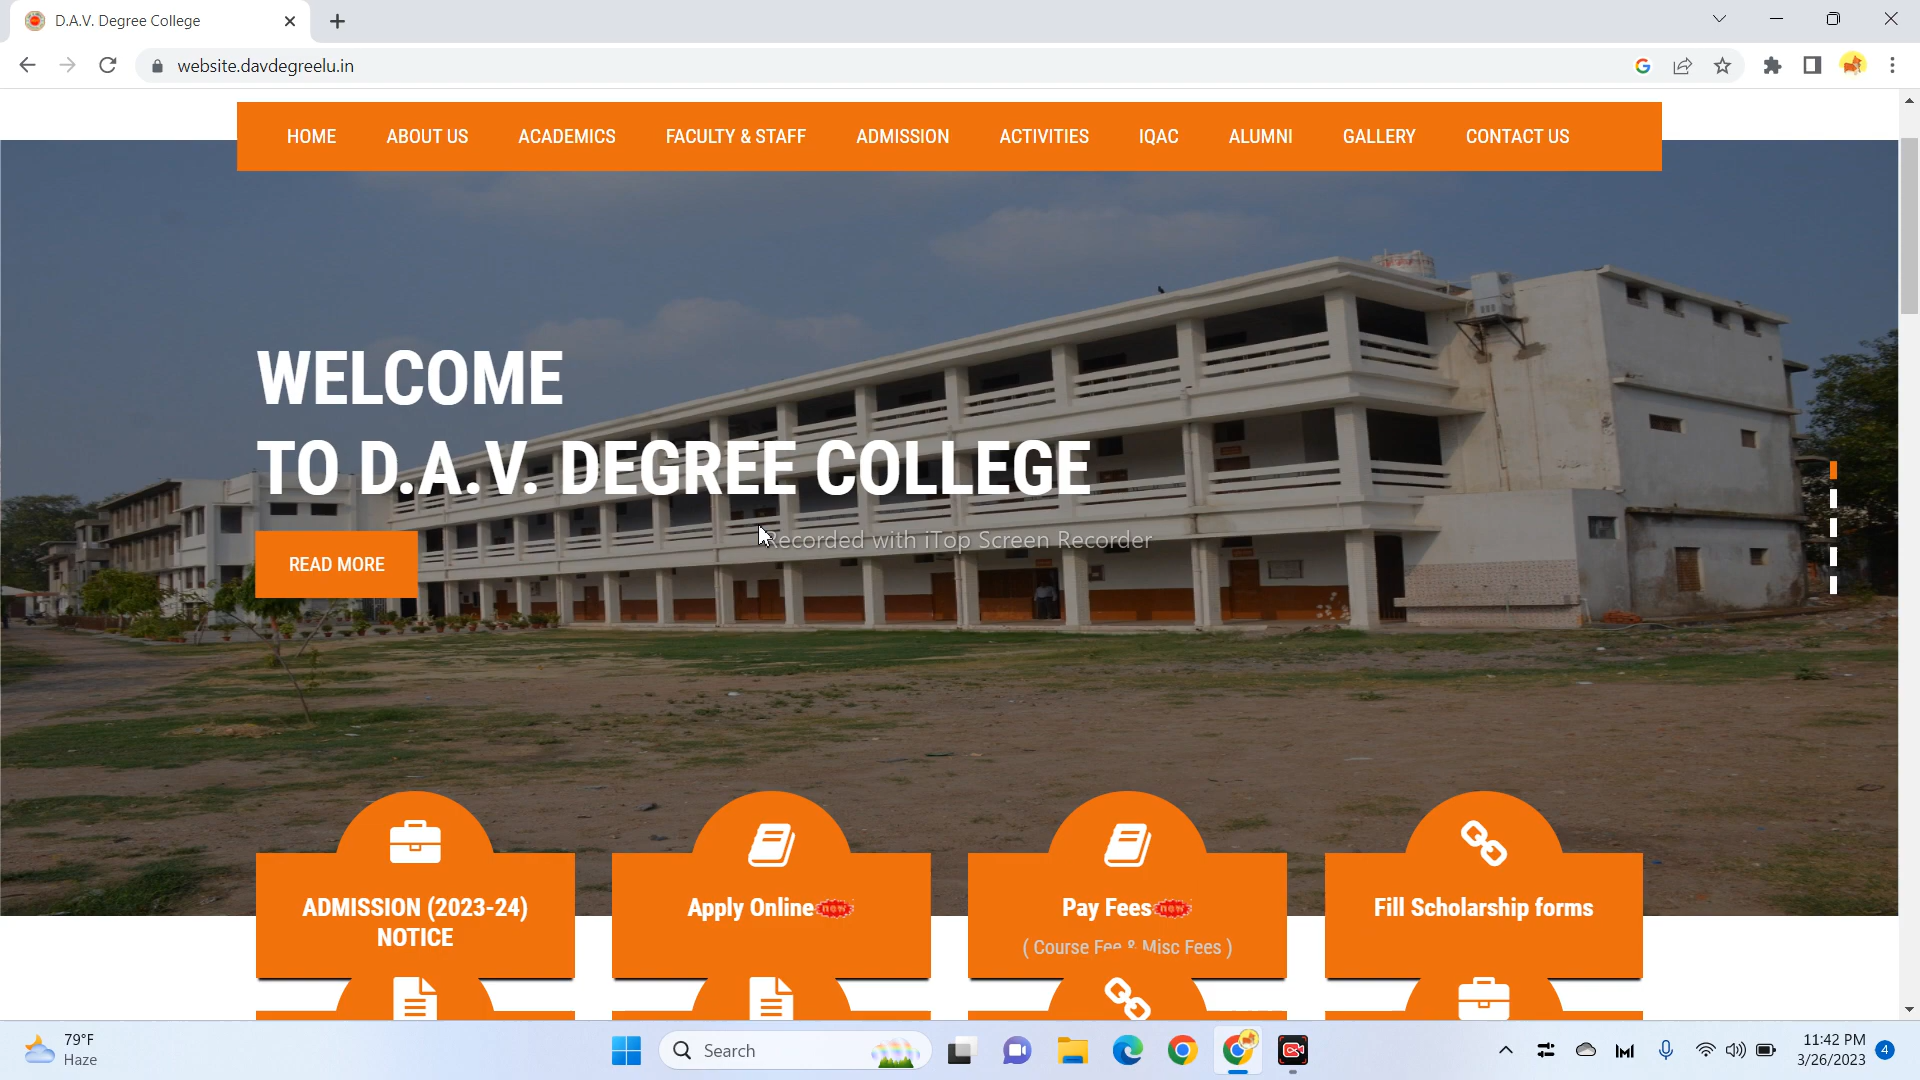 D.A.V. Degree College
website.davdegreelu.in
HOME ABOUT US ACADEMICS FACULTY & STAFF ADMISSION ACTIVITIES IQAC ALUMNI GALLERY CONTACT US
WELCOME
TO D.A.V. DEGREE COLLEGE
Recorded with iTop Screen Recorder
READ MORE
ADMISSION (2023-24)
NOTICE
Apply Online new
Pay Fees new
( Course Fee & Misc Fees )
Fill Scholarship forms
79°F
Haze
Search
11:42 PM
3/26/2023
4